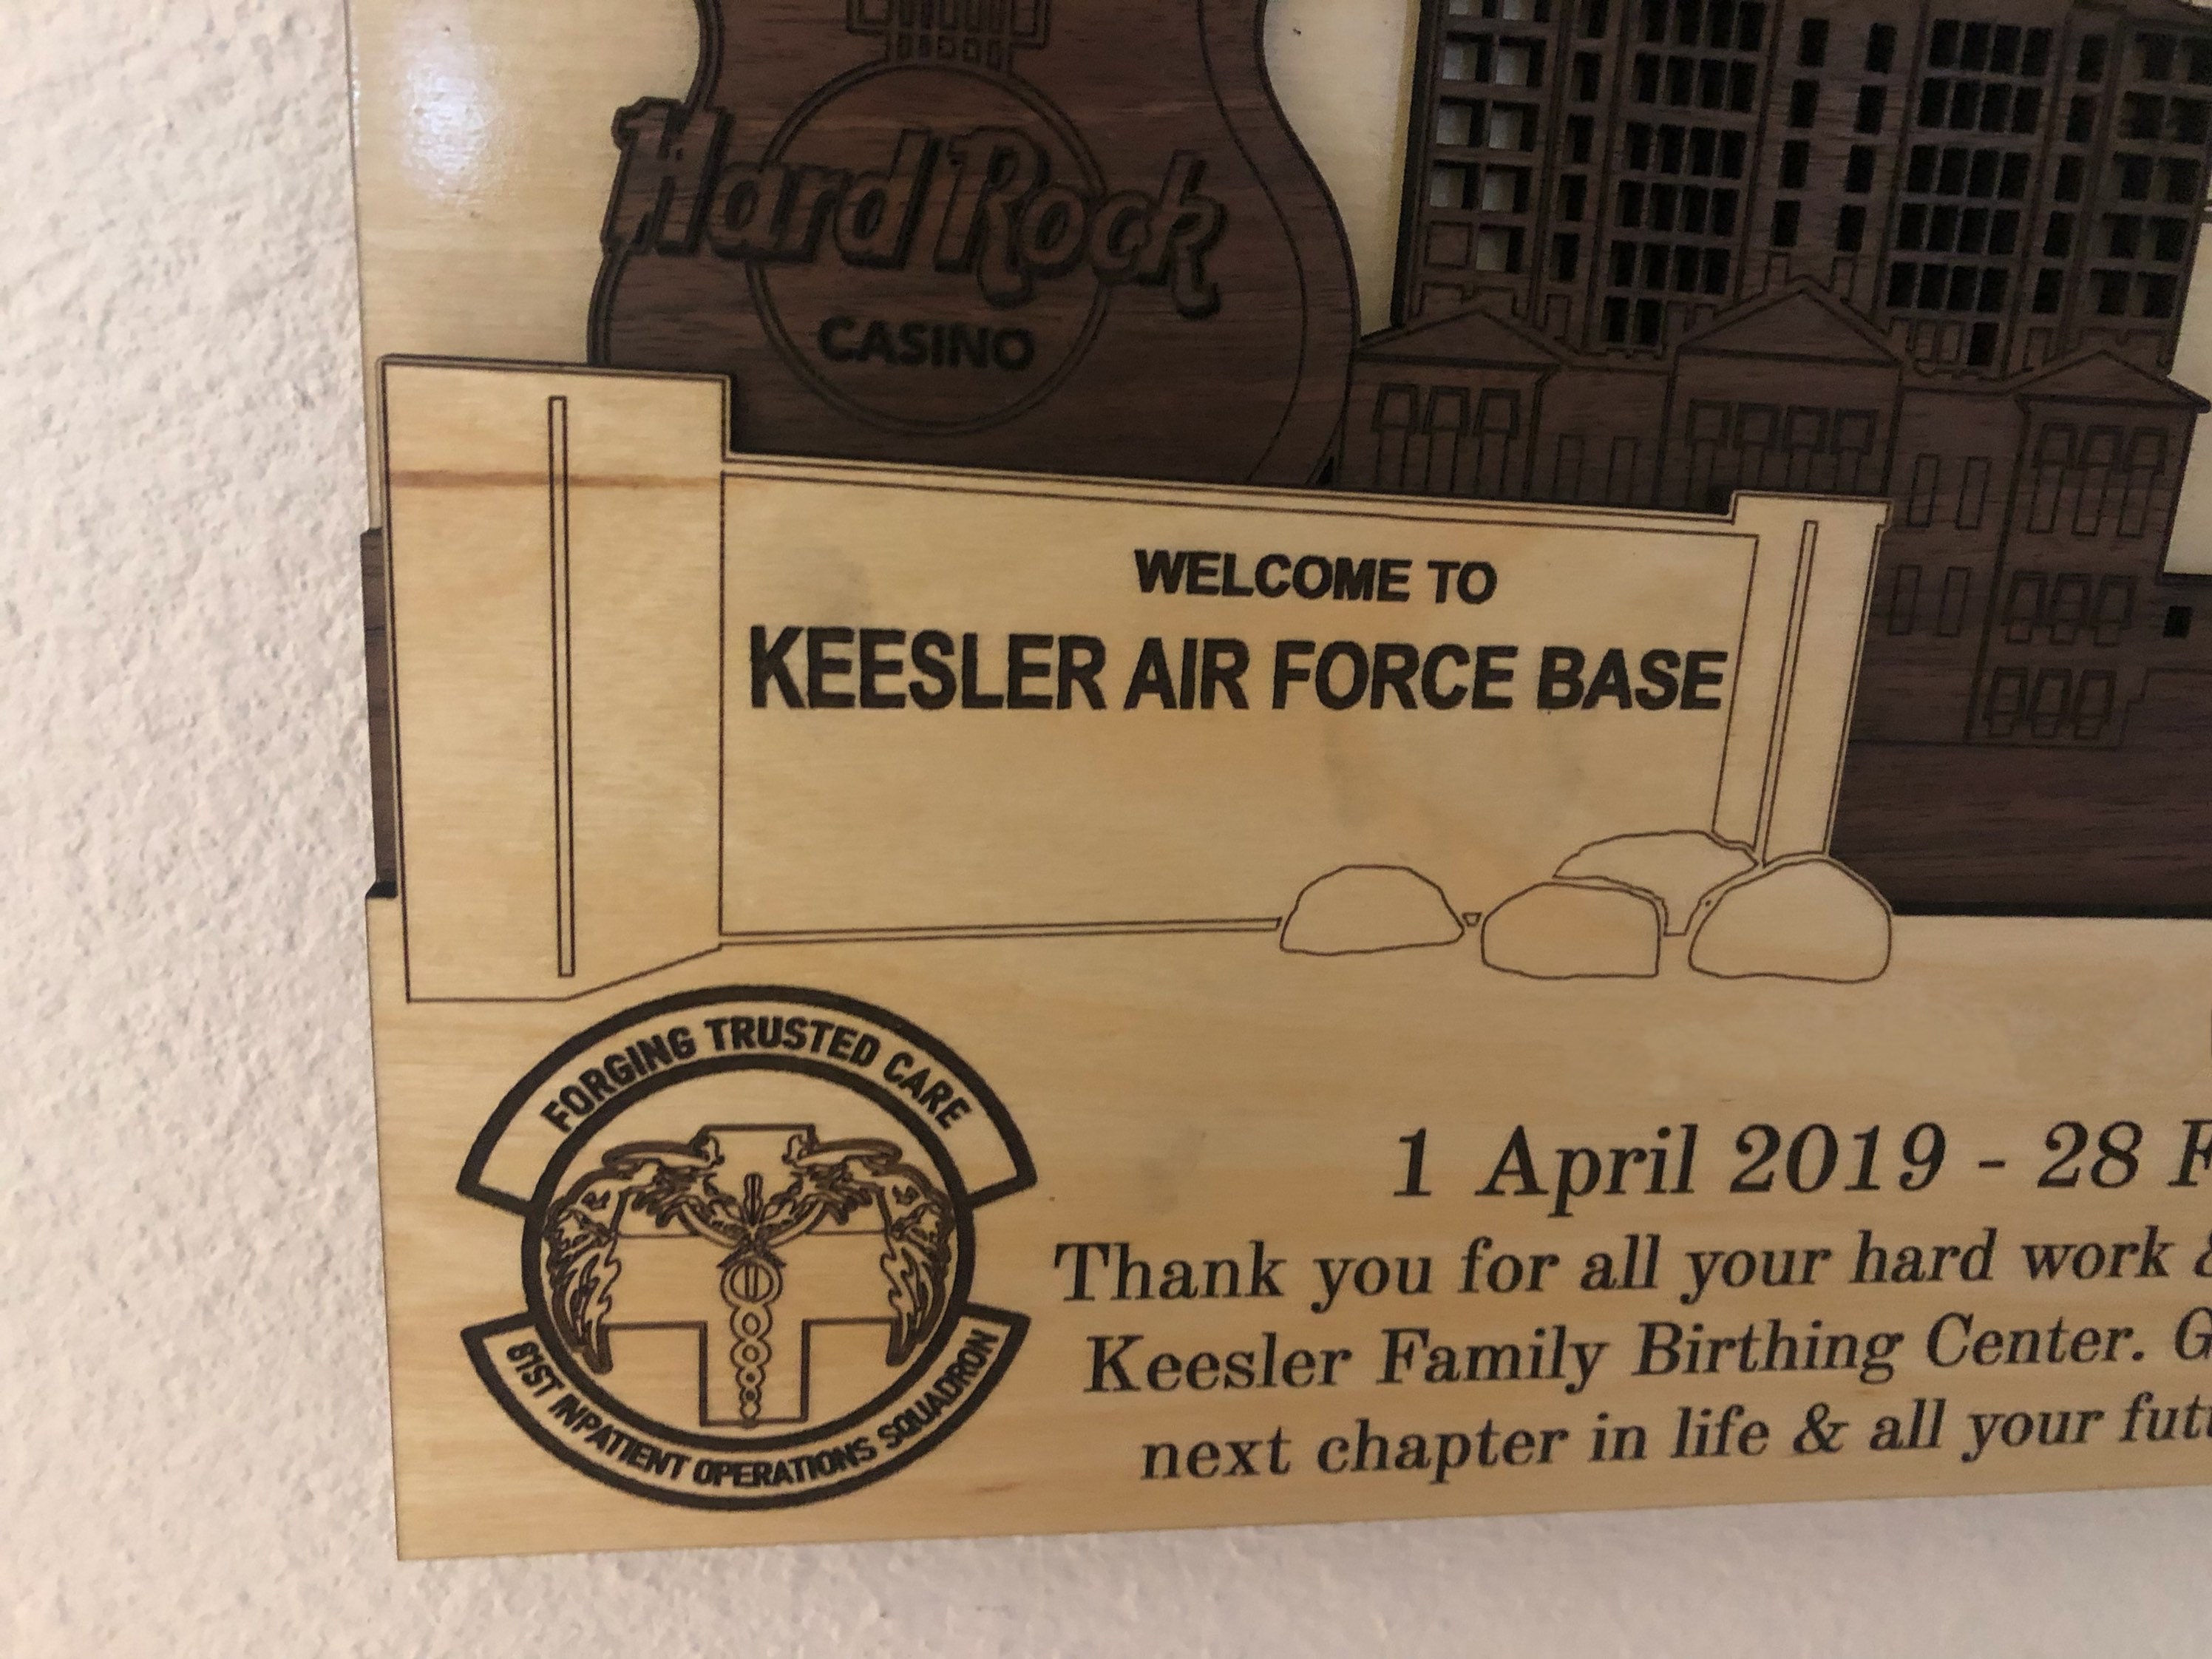 Hard Rock
CASINO
WELCOME TO
KEESLER AIR FORCE BASE
FORGING TRUSTED CARE
81ST INPATIENT OPERATIONS SQUADRON
1 April 2019 - 28 F
Thank you for all your hard work &
Keesler Family Birthing Center. G
next chapter in life & all your fut